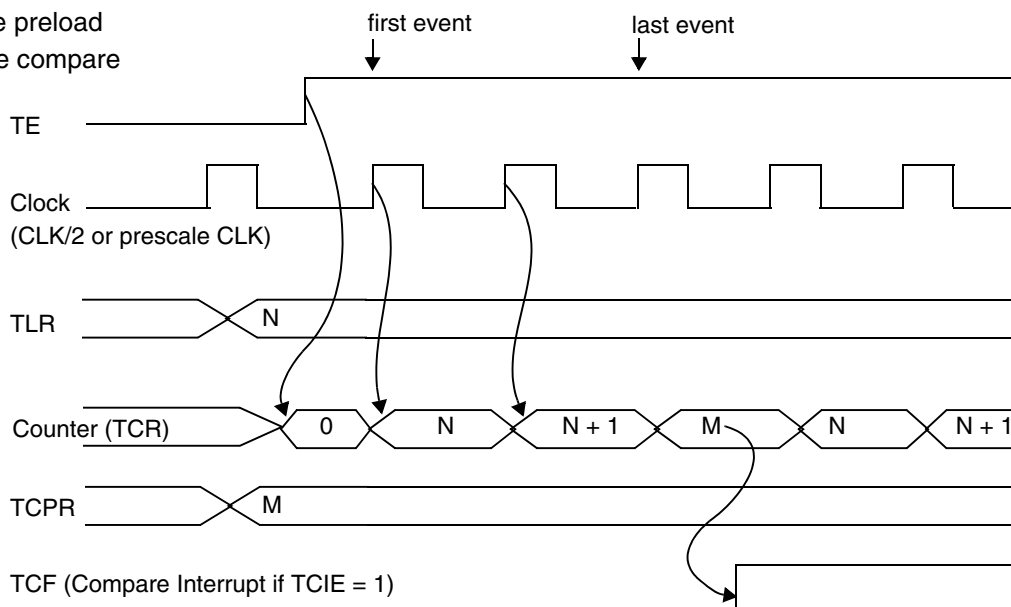 e preload
e compare
first event
last event
TE
Clock
(CLK/2 or prescale CLK)
TLR
N
Counter (TCR)
0
N
N + 1
M
N
N + 1
TCPR
M
TCF (Compare Interrupt if TCIE = 1)